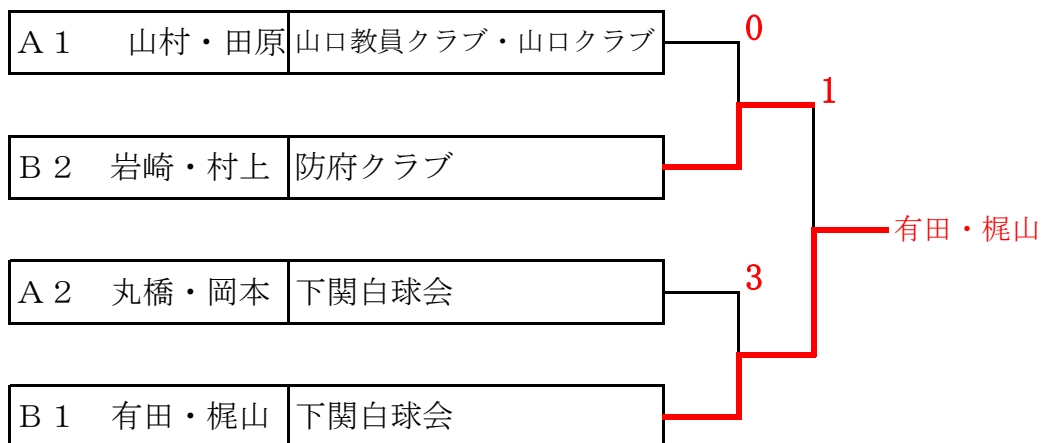 A1 山村・田原 山口教員クラブ・山口クラブ
0
1
B2 岩崎・村上 防府クラブ
有田・梶山
A2 丸橋・岡本 下関白球会
3
B1 有田・梶山 下関白球会